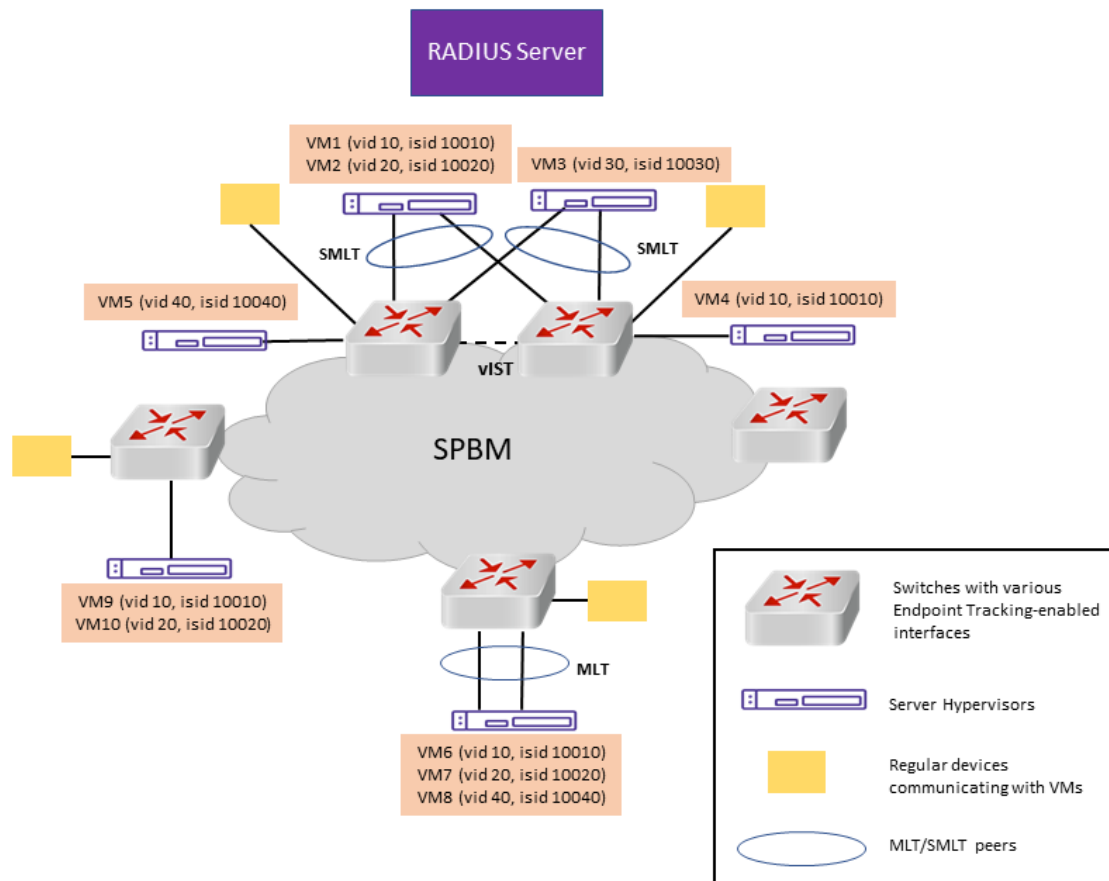 RADIUS Server
VM1 (vid 10, isid 10010)
VM2 (vid 20, isid 10020)
VM3 (vid 30, isid 10030)
SMLT
SMLT
VM5 (vid 40, isid 10040)
VM4 (vid 10, isid 10010)
vIST
SPBM
VM9 (vid 10, isid 10010)
VM10 (vid 20, isid 10020)
MLT
VM6 (vid 10, isid 10010)
VM7 (vid 20, isid 10020)
VM8 (vid 40, isid 10040)
Switches with various
Endpoint Tracking-enabled
interfaces
Server Hypervisors
Regular devices
communicating with VMs
MLT/SMLT peers